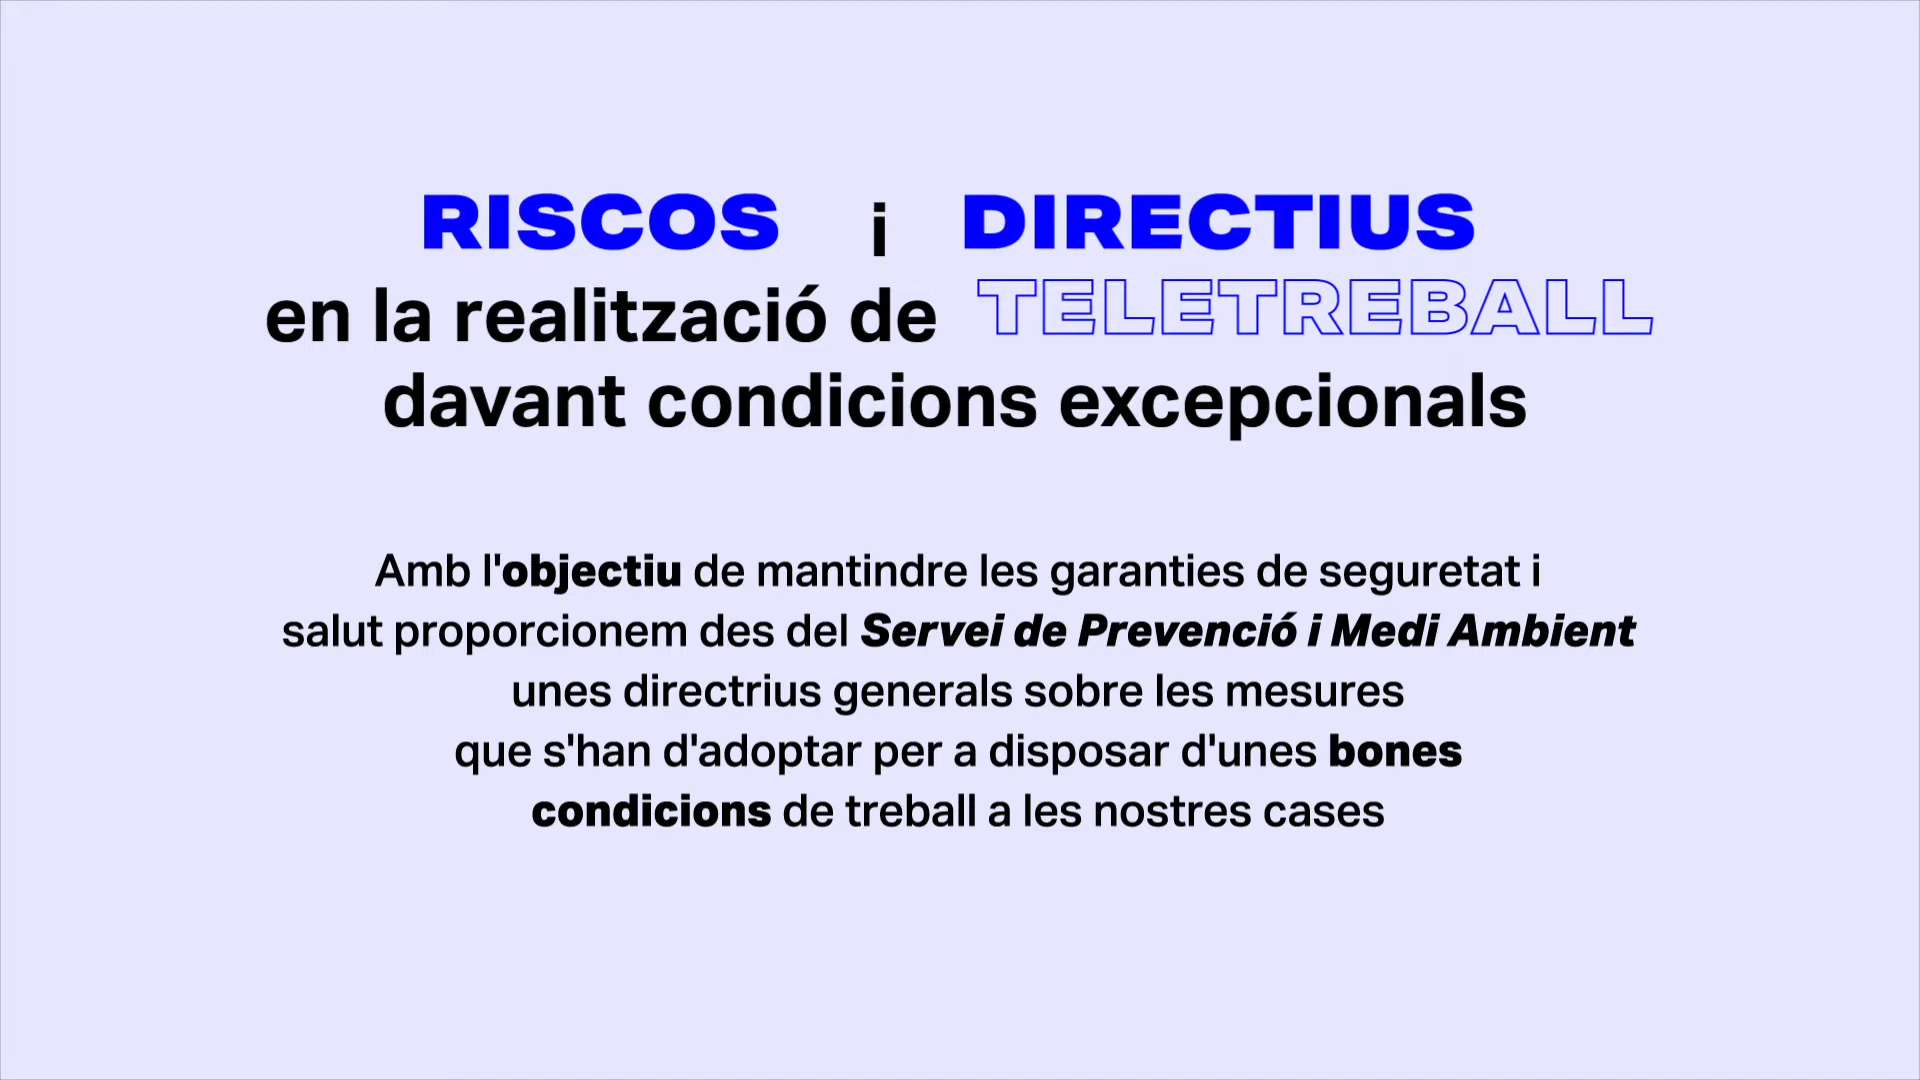 RISCOS i DIRECTIUS
en la realització de TELETREBALL
davant condicions excepcionals
Amb l'objectiu de mantindre les garanties de seguretat i
salut proporcionem des del Servei de Prevenció i Medi Ambient
unes directrius generals sobre les mesures
que s'han d'adoptar per a disposar d'unes bones
condicions de treball a les nostres cases